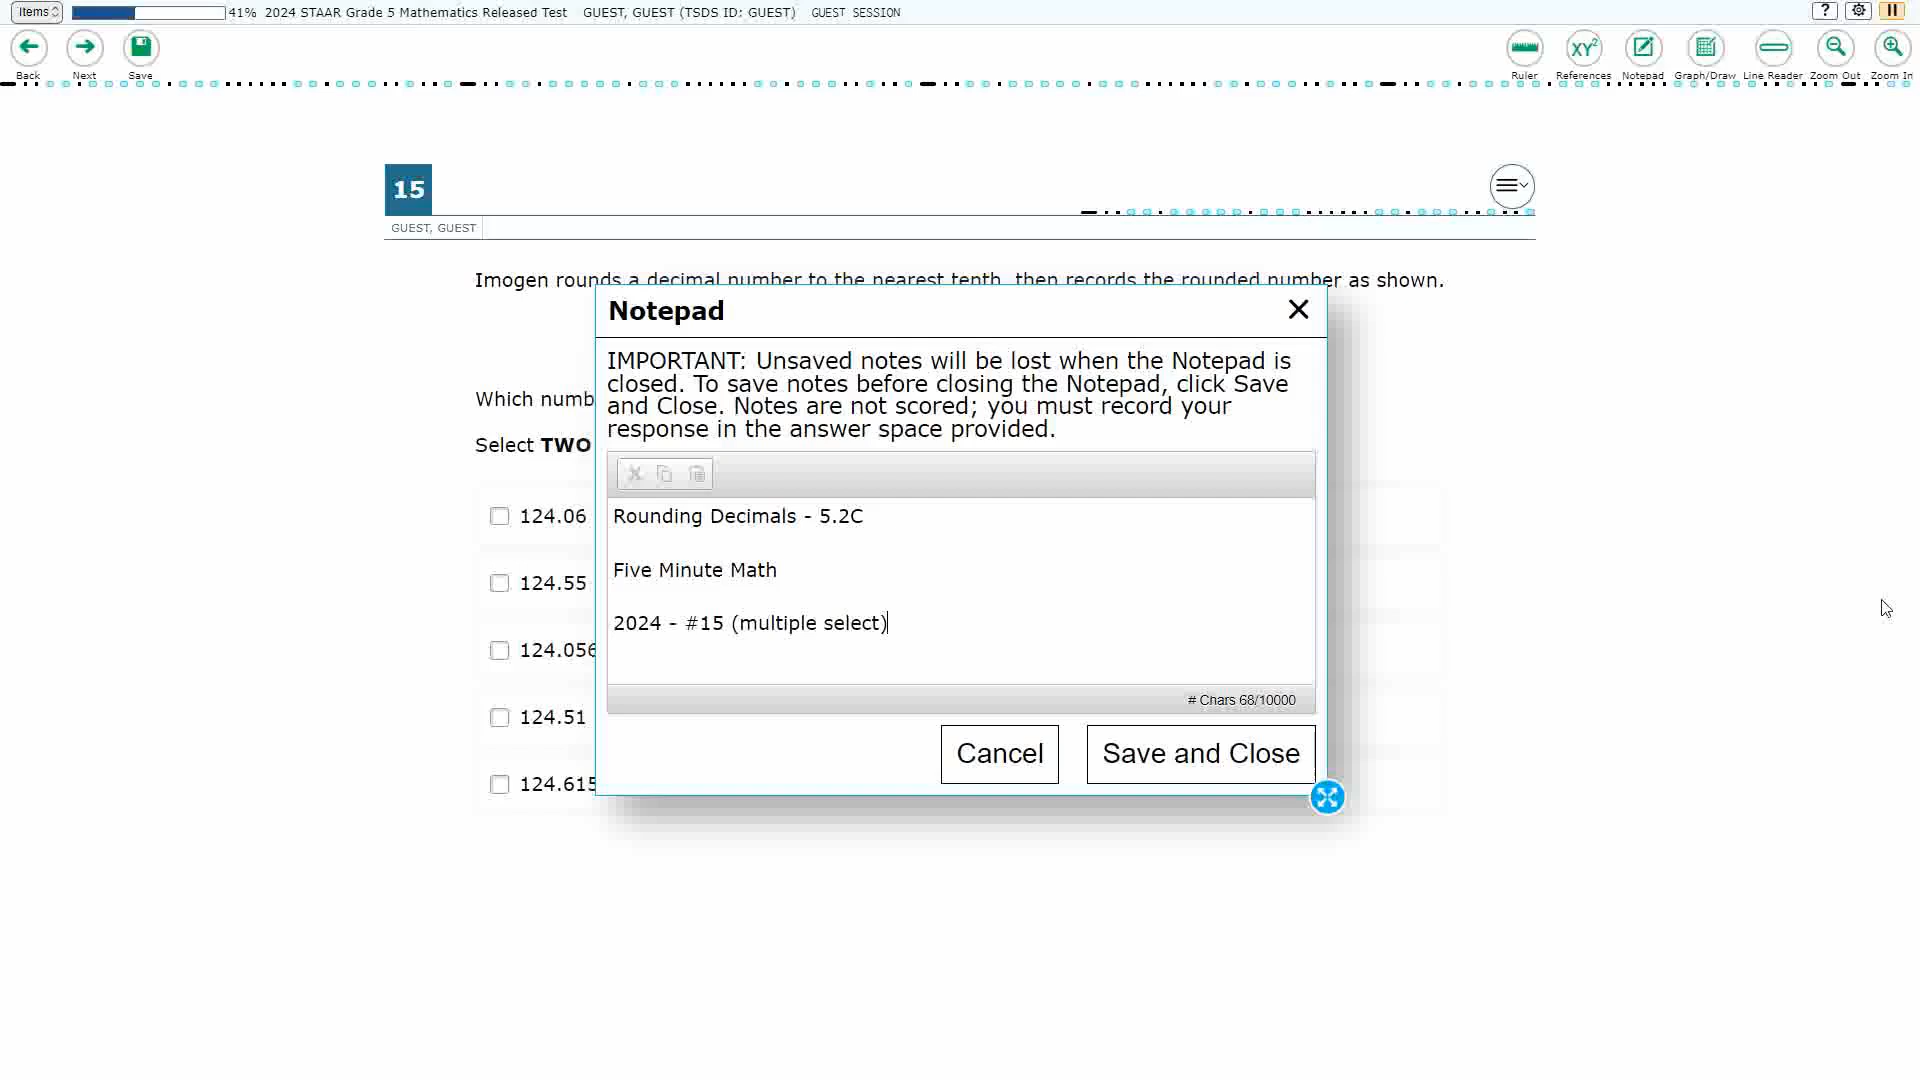 Items
41% 2024 STAAR Grade 5 Mathematics Released Test GUEST, GUEST (TSDS ID: GUEST) GUEST SESSION
?
Back Next Save
XY²
Ruler References Notepad Graph/Draw Line Reader Zoom Out Zoom In
15
GUEST, GUEST
Imogen rounds a decimal number to the nearest tenth, then records the rounded number as shown.
Which numb
Select TWO
124.06
124.55
124.056
124.51
124.615
Notepad
IMPORTANT: Unsaved notes will be lost when the Notepad is
closed. To save notes before closing the Notepad, click Save
and Close. Notes are not scored; you must record your
response in the answer space provided.
Rounding Decimals - 5.2C
Five Minute Math
2024 - #15 (multiple select)
# Chars 68/10000
Cancel Save and Close